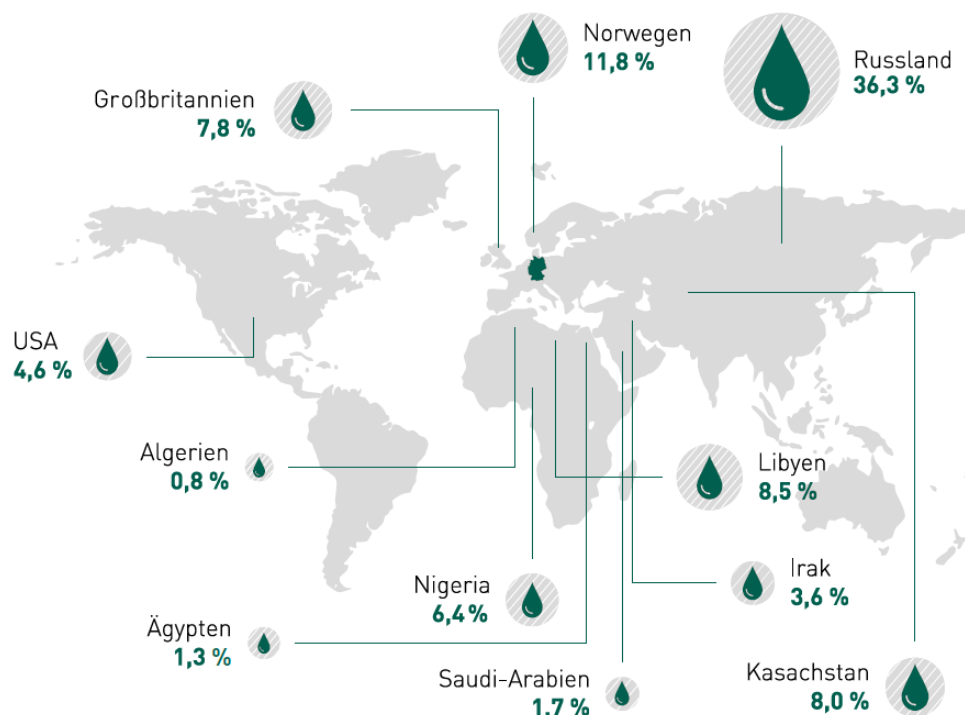 Norwegen
11,8 %
Russland
36,3 %
Großbritannien
7,8 %
USA
4,6 %
Algerien
0,8 %
Libyen
8,5 %
Nigeria
6,4 %
Irak
3,6 %
Ägypten
1,3 %
Saudi-Arabien
1,7 %
Kasachstan
8,0 %